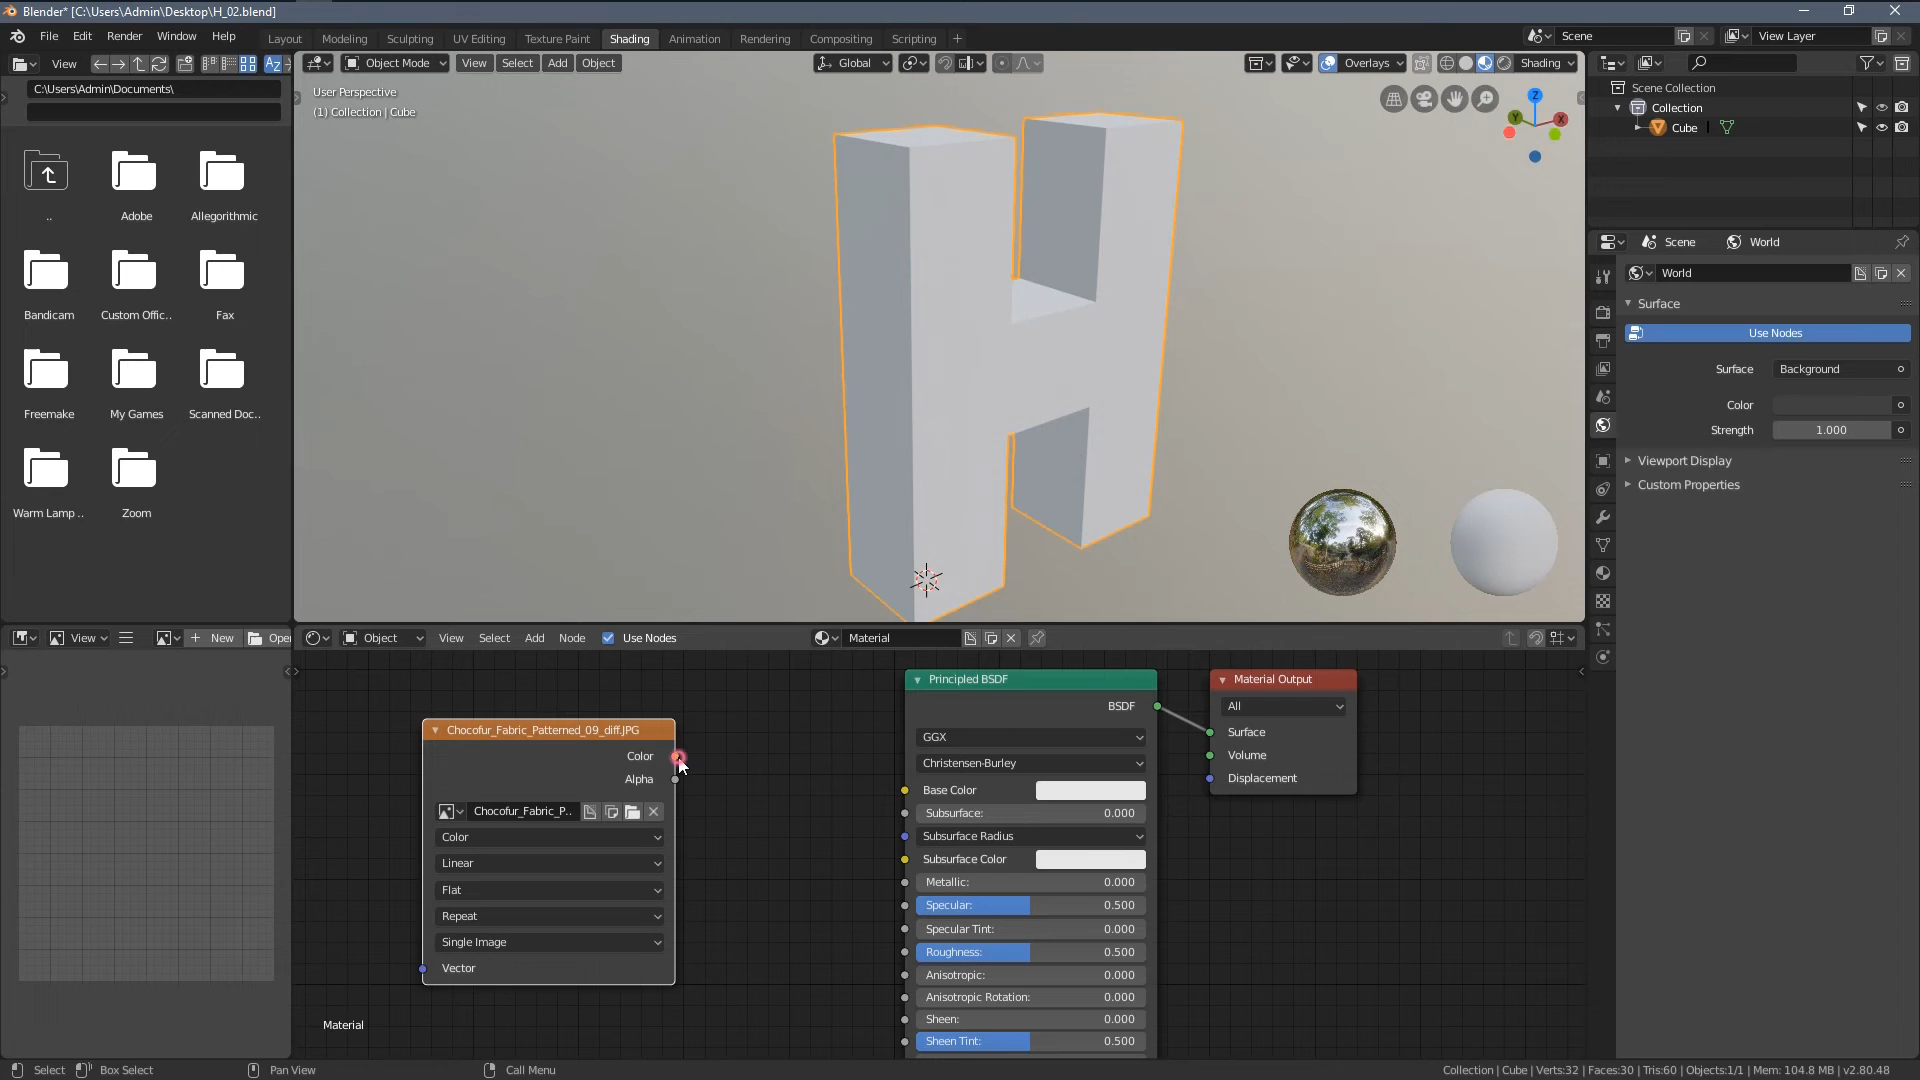 Blender* [C:\Users\Admin\Desktop\H_02.blend]
File Edit Render Window Help
Layout Modeling Sculpting UV Editing Texture Paint Shading Animation Rendering Compositing Scripting
Scene
View Layer
View
Object Mode View Select Add Object
Global
Overlays
Shading
C:\Users\Admin\Documents\
User Perspective
(1) Collection | Cube
Z
Y
X
Scene Collection
Collection
Cube
..
Adobe
Allegorithmic
Bandicam
Custom Offic..
Fax
Freemake
My Games
Scanned Doc..
Warm Lamp ..
Zoom
Scene
World
World
Surface
Use Nodes
Surface
Background
Color
Strength
1.000
Viewport Display
Custom Properties
View
New
Open
Object View Select Add Node Use Nodes
Material
Chocofur_Fabric_Patterned_09_diff.JPG
Color
Alpha
Chocofur_Fabric_P..
Color
Linear
Flat
Repeat
Single Image
Vector
Principled BSDF
BSDF
GGX
Christensen-Burley
Base Color
Subsurface: 0.000
Subsurface Radius
Subsurface Color
Metallic: 0.000
Specular: 0.500
Specular Tint: 0.000
Roughness: 0.500
Anisotropic: 0.000
Anisotropic Rotation: 0.000
Sheen: 0.000
Sheen Tint: 0.500
Material Output
All
Surface
Volume
Displacement
Material
Select
Box Select
Pan View
Call Menu
Collection | Cube | Verts:32 | Faces:30 | Tris:60 | Objects:1/1 | Mem: 104.8 MB | v2.80.48